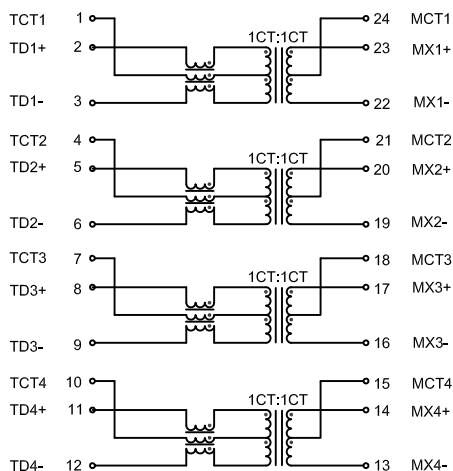 TCT1 1 24 MCT1
1CT:1CT
TD1+ 2 23 MX1+
TD1- 3 22 MX1-
TCT2 4 21 MCT2
1CT:1CT
TD2+ 5 20 MX2+
TD2- 6 19 MX2-
TCT3 7 18 MCT3
1CT:1CT
TD3+ 8 17 MX3+
TD3- 9 16 MX3-
TCT4 10 15 MCT4
1CT:1CT
TD4+ 11 14 MX4+
TD4- 12 13 MX4-